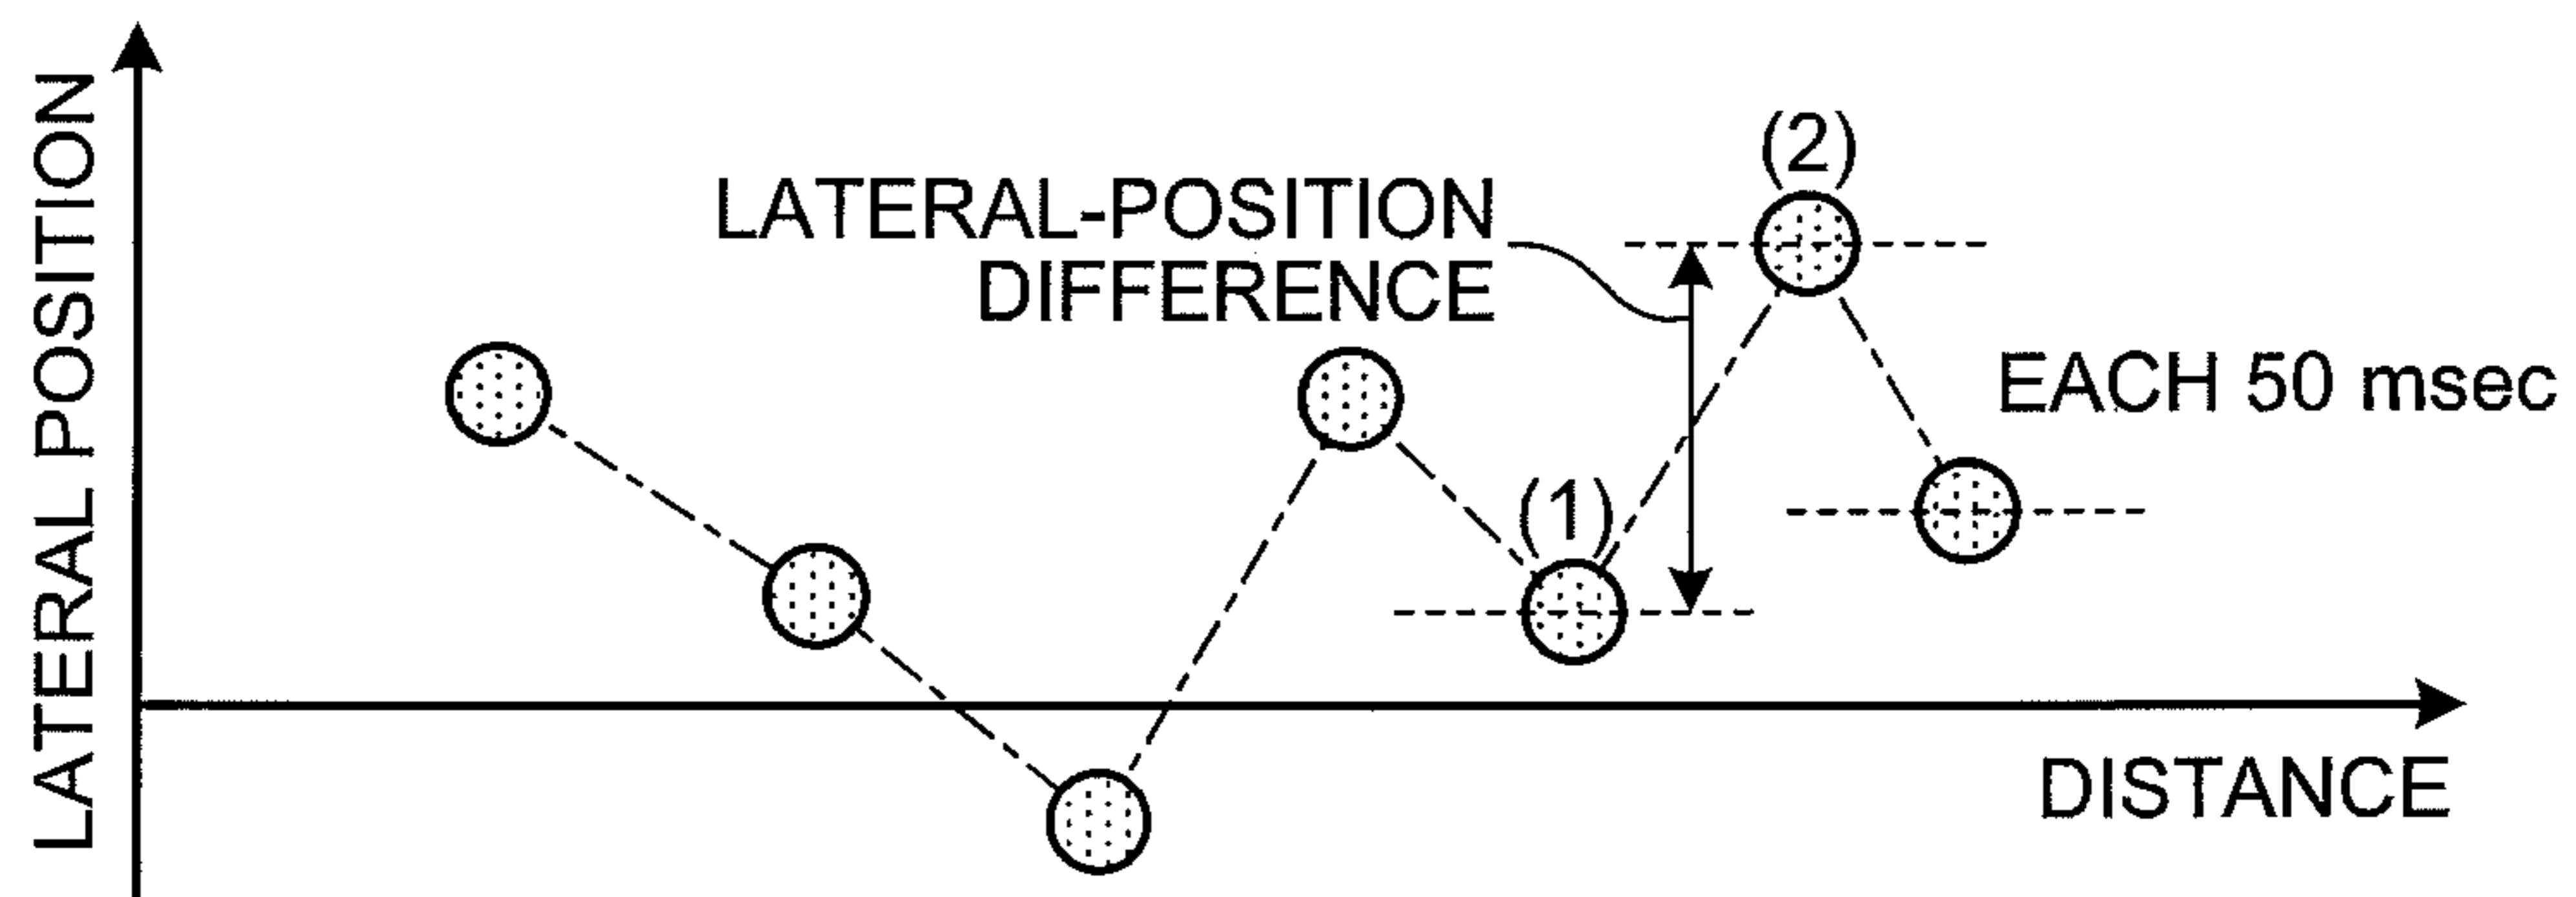 LATERAL POSITION
(2)
LATERAL-POSITION
DIFFERENCE
EACH 50 msec
(1)
DISTANCE